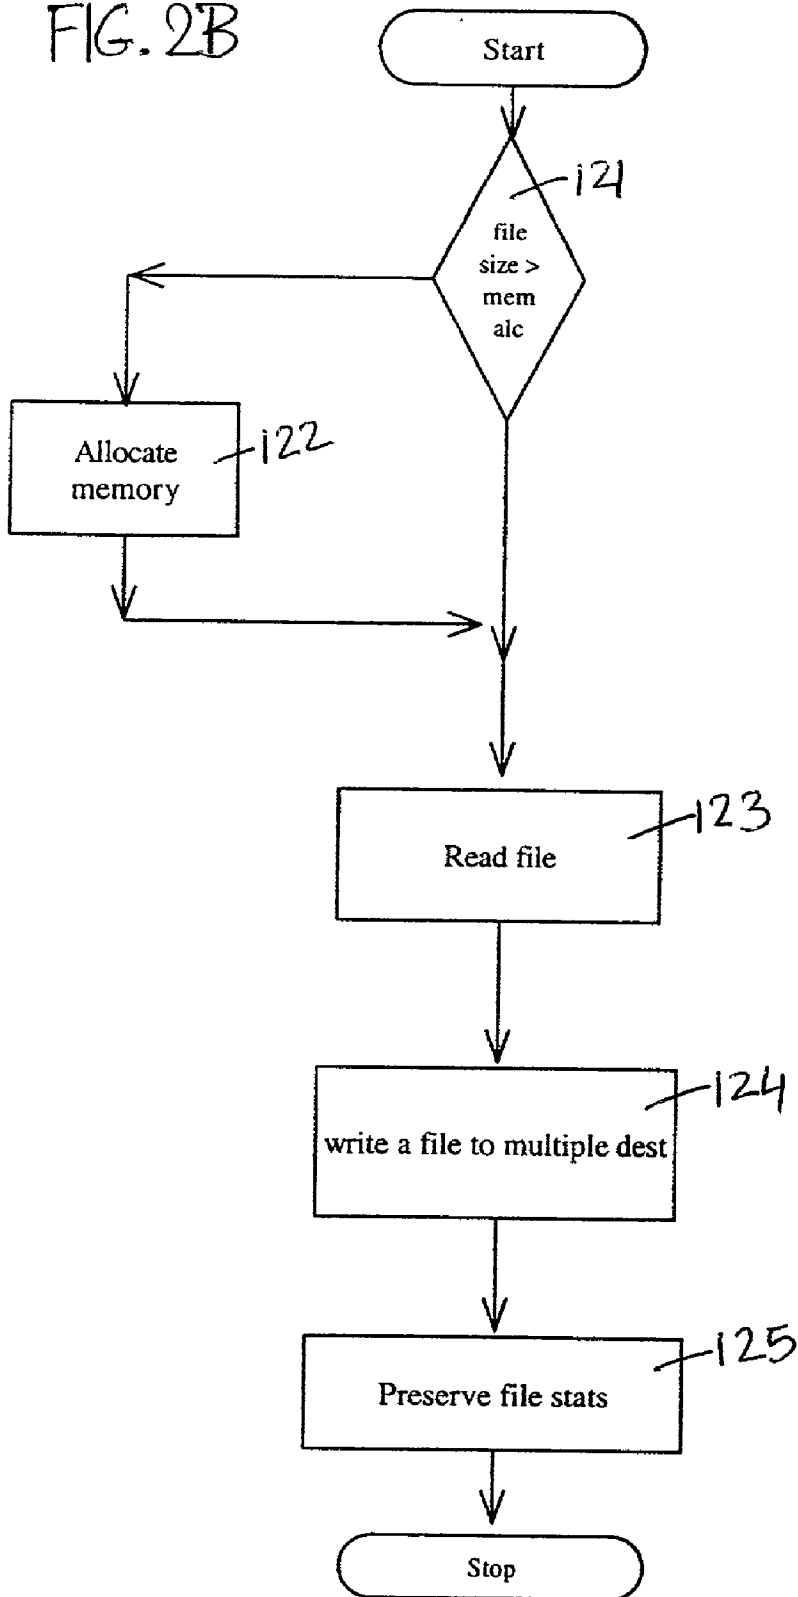 FIG. 2B
Start
121
file
size >
mem
alc
Allocate
memory
122
123
Read file
124
write a file to multiple dest
125
Preserve file stats
Stop